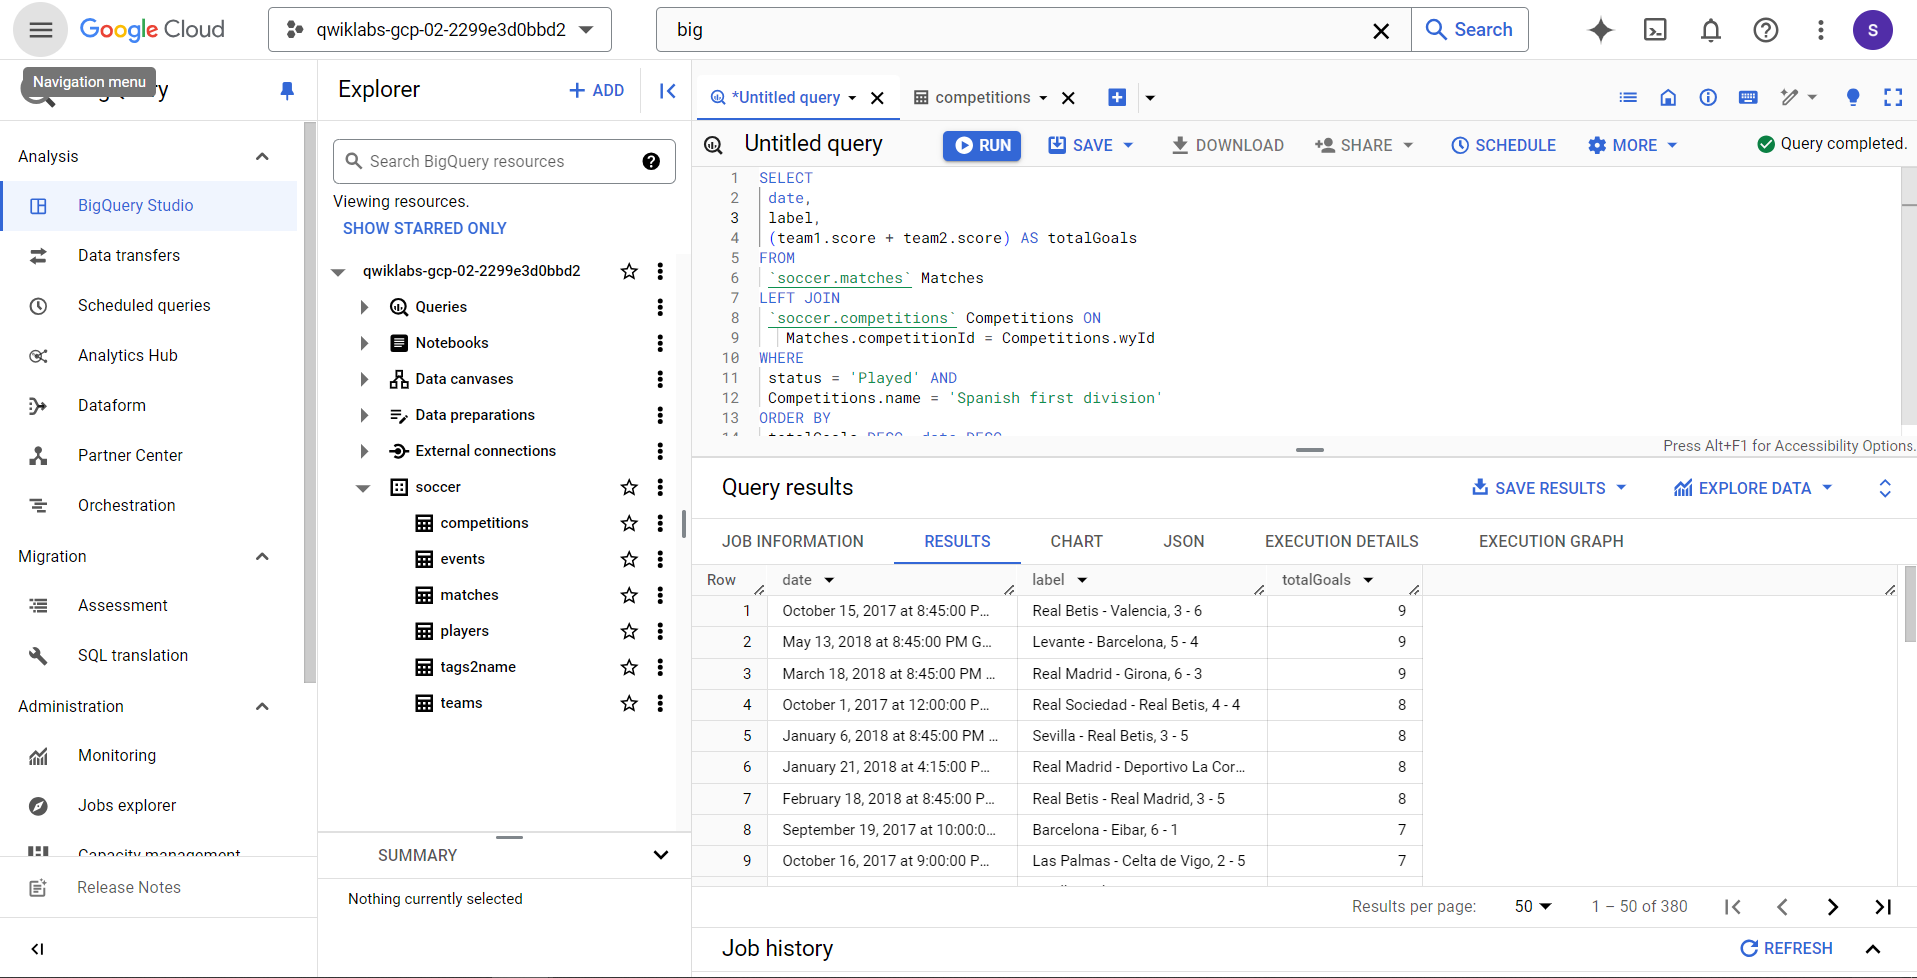 Google Cloud
qwiklabs-gcp-02-2299e3d0bbd2
big
Search
S
Navigation menu
Analysis
BigQuery Studio
Data transfers
Scheduled queries
Analytics Hub
Dataform
Partner Center
Orchestration
Migration
Assessment
SQL translation
Administration
Monitoring
Jobs explorer
Capacity management
Release Notes
Explorer
ADD
Search BigQuery resources
Viewing resources.
SHOW STARRED ONLY
qwiklabs-gcp-02-2299e3d0bbd2
Queries
Notebooks
Data canvases
Data preparations
External connections
soccer
competitions
events
matches
players
tags2name
teams
SUMMARY
Nothing currently selected
*Untitled query
competitions
Untitled query
RUN
SAVE
DOWNLOAD
SHARE
SCHEDULE
MORE
Query completed.
1 SELECT
2 date,
3 label,
4 (team1.score + team2.score) AS totalGoals
5 FROM
6 `soccer.matches` Matches
7 LEFT JOIN
8 `soccer.competitions` Competitions ON
9 Matches.competitionId = Competitions.wyId
10 WHERE
11 status = 'Played' AND
12 Competitions.name = 'Spanish first division'
13 ORDER BY
14 totalGoals DESC, date DESC
Press Alt+F1 for Accessibility Options.
Query results
SAVE RESULTS
EXPLORE DATA
JOB INFORMATION
RESULTS
CHART
JSON
EXECUTION DETAILS
EXECUTION GRAPH
Row date label totalGoals
1 October 15, 2017 at 8:45:00 P... Real Betis - Valencia, 3 - 6 9
2 May 13, 2018 at 8:45:00 PM G... Levante - Barcelona, 5 - 4 9
3 March 18, 2018 at 8:45:00 PM ... Real Madrid - Girona, 6 - 3 9
4 October 1, 2017 at 12:00:00 P... Real Sociedad - Real Betis, 4 - 4 8
5 January 6, 2018 at 8:45:00 PM ... Sevilla - Real Betis, 3 - 5 8
6 January 21, 2018 at 4:15:00 P... Real Madrid - Deportivo La Cor... 8
7 February 18, 2018 at 8:45:00 P... Real Betis - Real Madrid, 3 - 5 8
8 September 19, 2017 at 10:00:0... Barcelona - Eibar, 6 - 1 7
9 October 16, 2017 at 9:00:00 P... Las Palmas - Celta de Vigo, 2 - 5 7
Results per page: 50 1 – 50 of 380
Job history
REFRESH